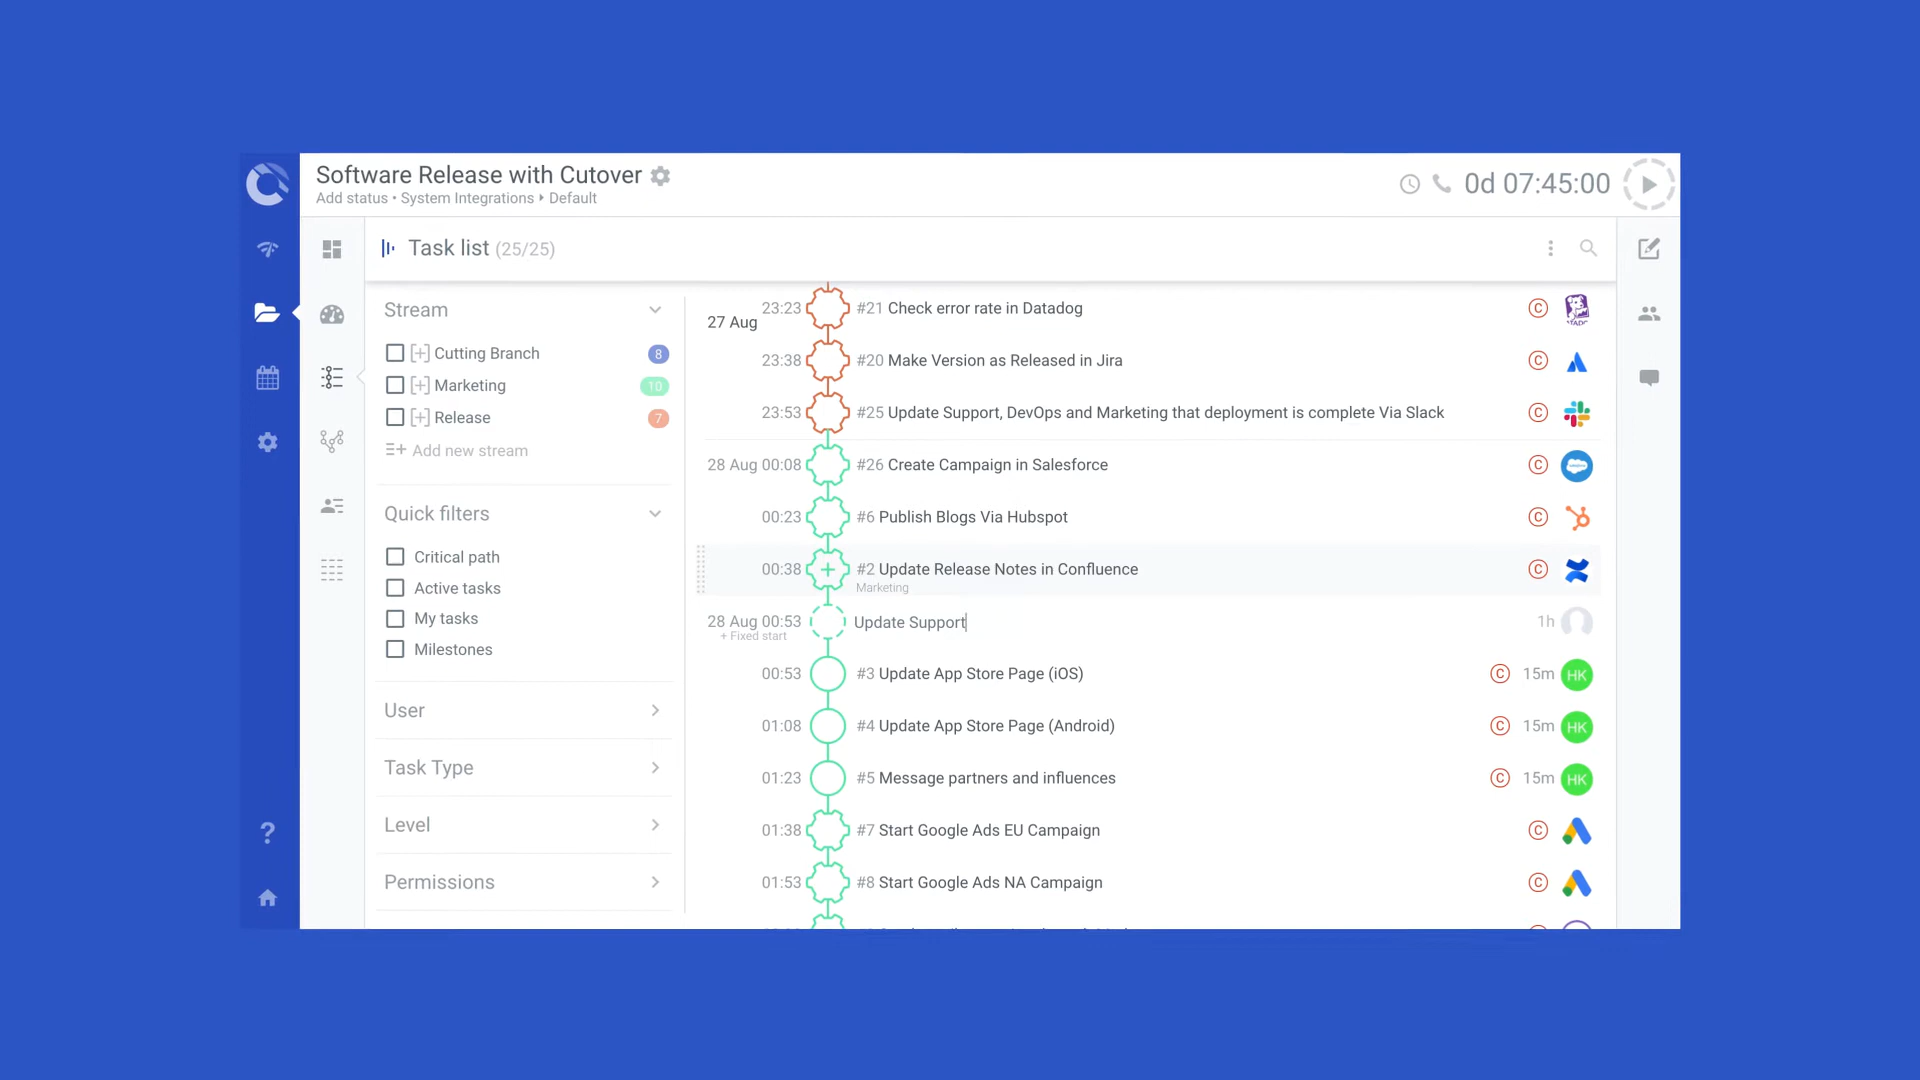 Software Release with Cutover
Add status • System Integrations ▸ Default
0d 07:45:00
Task list (25/25)
Stream
[+] Cutting Branch 8
[+] Marketing 10
[+] Release 7
Add new stream
Quick filters
Critical path
Active tasks
My tasks
Milestones
User
Task Type
Level
Permissions
?
27 Aug
23:23 #21 Check error rate in Datadog C
23:38 #20 Make Version as Released in Jira C
23:53 #25 Update Support, DevOps and Marketing that deployment is complete Via Slack C
28 Aug 00:08 #26 Create Campaign in Salesforce C
00:23 #6 Publish Blogs Via Hubspot C
00:38 + #2 Update Release Notes in Confluence C
Marketing
28 Aug 00:53 Update Support 1h
+ Fixed start
00:53 #3 Update App Store Page (iOS) C 15m HK
01:08 #4 Update App Store Page (Android) C 15m HK
01:23 #5 Message partners and influences C 15m HK
01:38 #7 Start Google Ads EU Campaign C
01:53 #8 Start Google Ads NA Campaign C